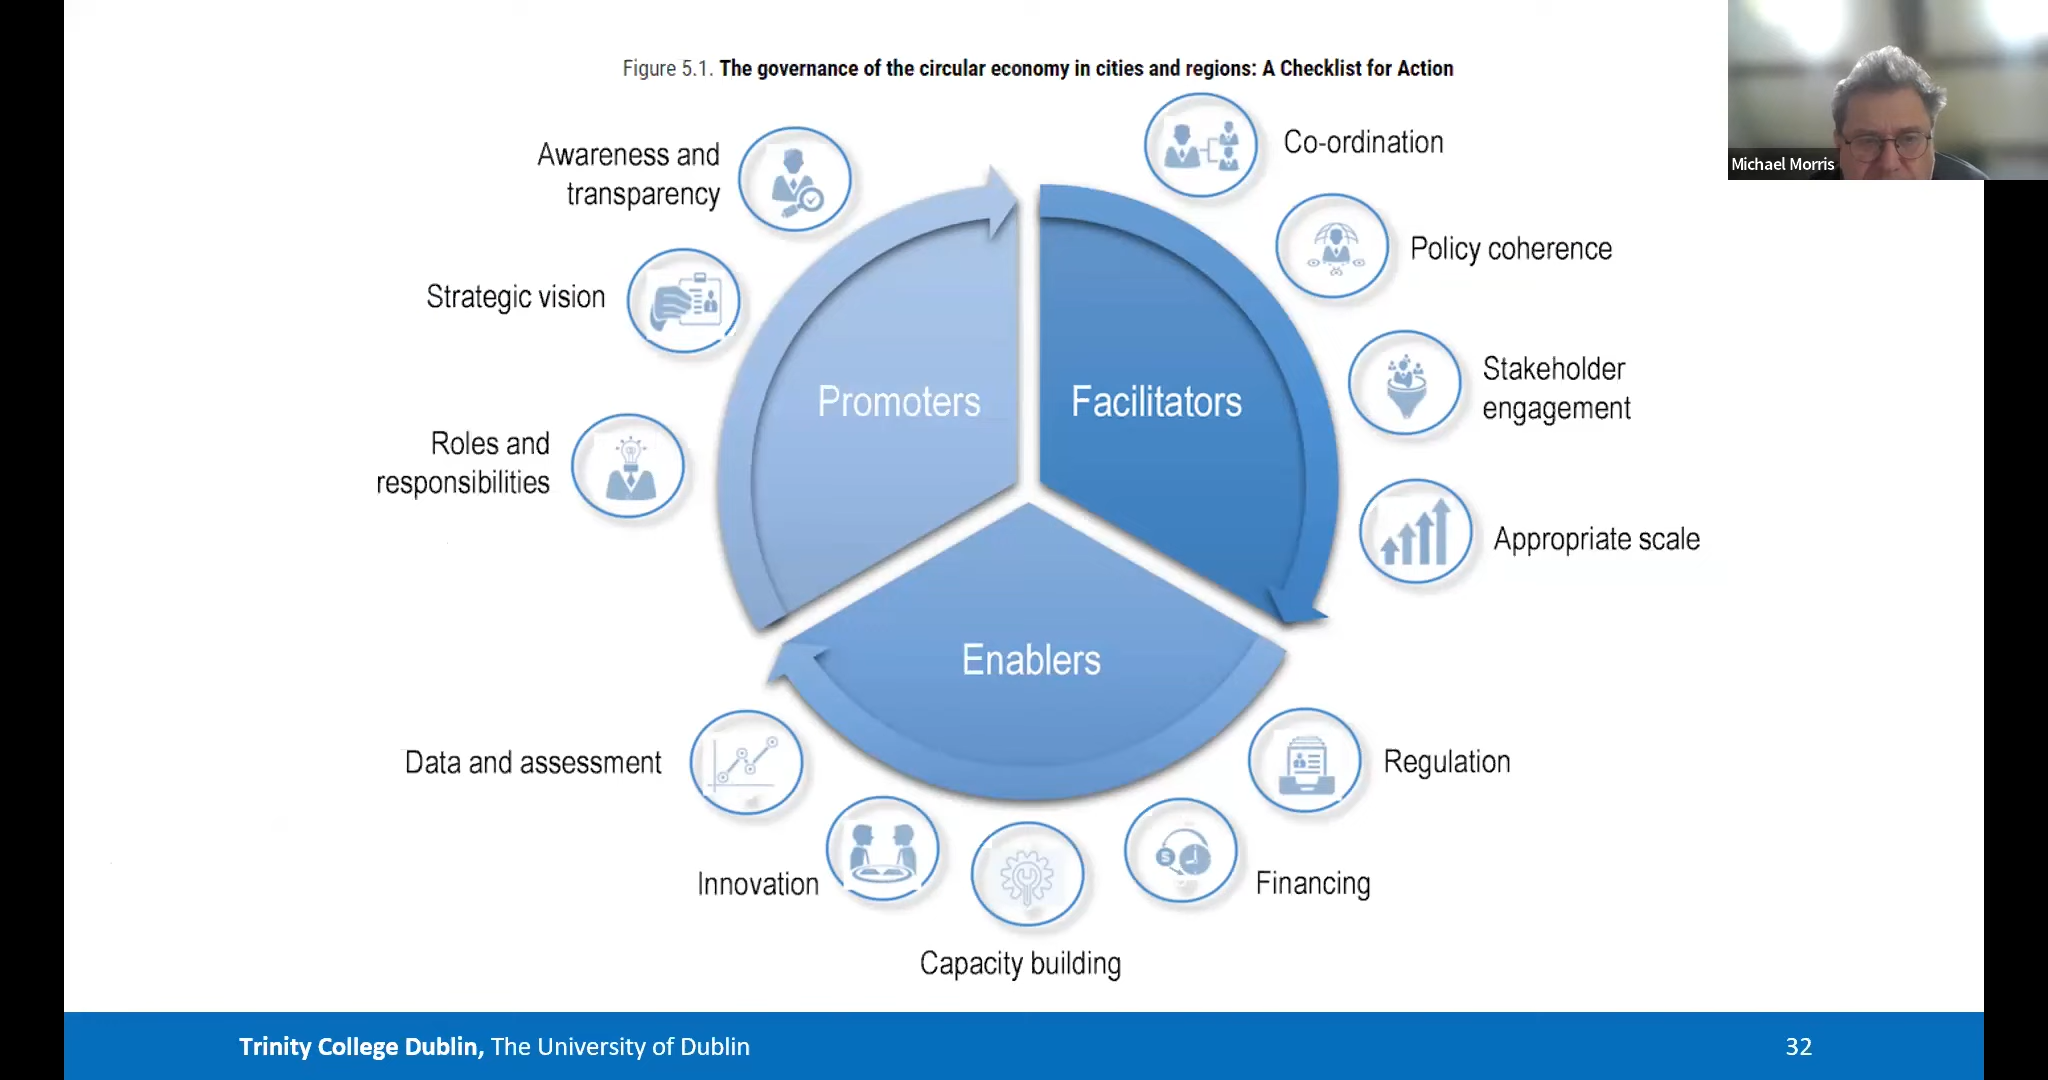 Figure 5.1. The governance of the circular economy in cities and regions: A Checklist for Action
Michael Morris
Awareness and
transparency
Strategic vision
Roles and
responsibilities
Promoters
Facilitators
Enablers
Co-ordination
Policy coherence
Stakeholder
engagement
Appropriate scale
Regulation
Financing
Capacity building
Innovation
Data and assessment
Trinity College Dublin, The University of Dublin
32